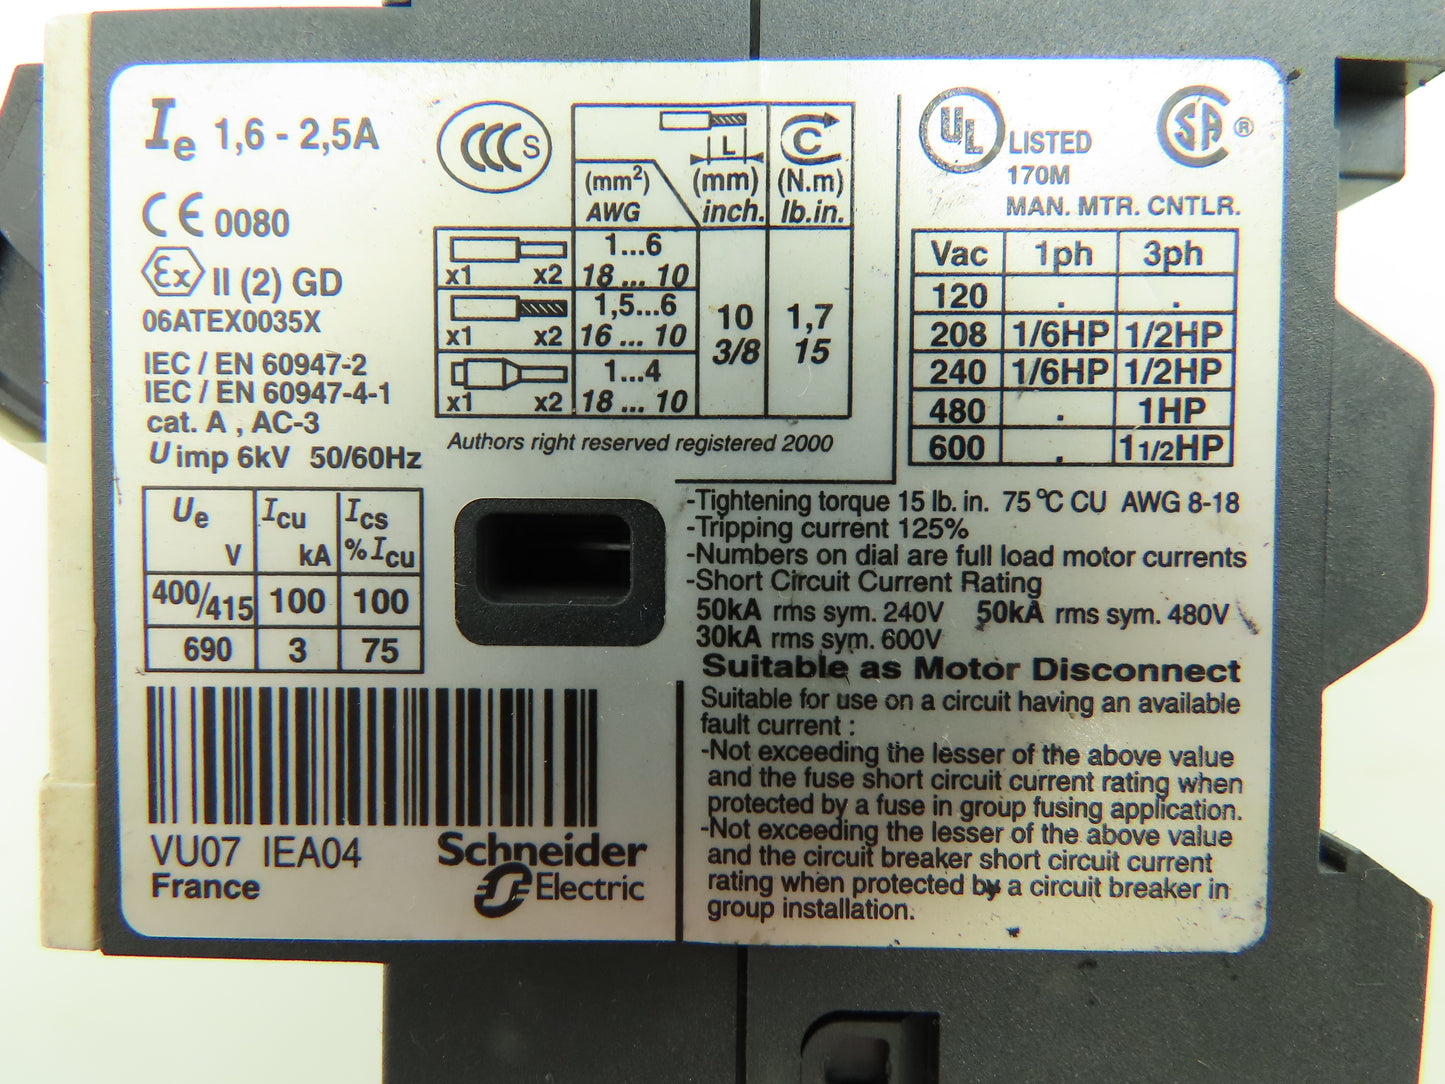 Ie 1,6 - 2,5A
CCC S
CE 0080
Ex II (2) GD
06ATEX0035X
IEC / EN 60947-2
IEC / EN 60947-4-1
cat. A , AC-3
U imp 6kV 50/60Hz
L
(mm²) (mm) C (N.m)
AWG inch. lb.in.
x1 x2 1...6
18 ... 10
x1 x2 1,5...6
16 ... 10
x1 x2 1...4
18 ... 10
10 1,7
3/8 15
Authors right reserved registered 2000
UL LISTED SA ®
170M
MAN. MTR. CNTLR.
Vac 1ph 3ph
120 . .
208 1/6HP 1/2HP
240 1/6HP 1/2HP
480 . 1HP
600 . 1 1/2HP
Ue Icu Ics
V kA % Icu
400/415 100 100
690 3 75
-Tightening torque 15 lb. in. 75 °C CU AWG 8-18
-Tripping current 125%
-Numbers on dial are full load motor currents
-Short Circuit Current Rating
50kA rms sym. 240V 50kA rms sym. 480V
30kA rms sym. 600V
Suitable as Motor Disconnect
Suitable for use on a circuit having an available
fault current :
-Not exceeding the lesser of the above value
and the fuse short circuit current rating when
protected by a fuse in group fusing application.
-Not exceeding the lesser of the above value
and the circuit breaker short circuit current
rating when protected by a circuit breaker in
group installation.
VU07 IEA04
France
Schneider
Electric